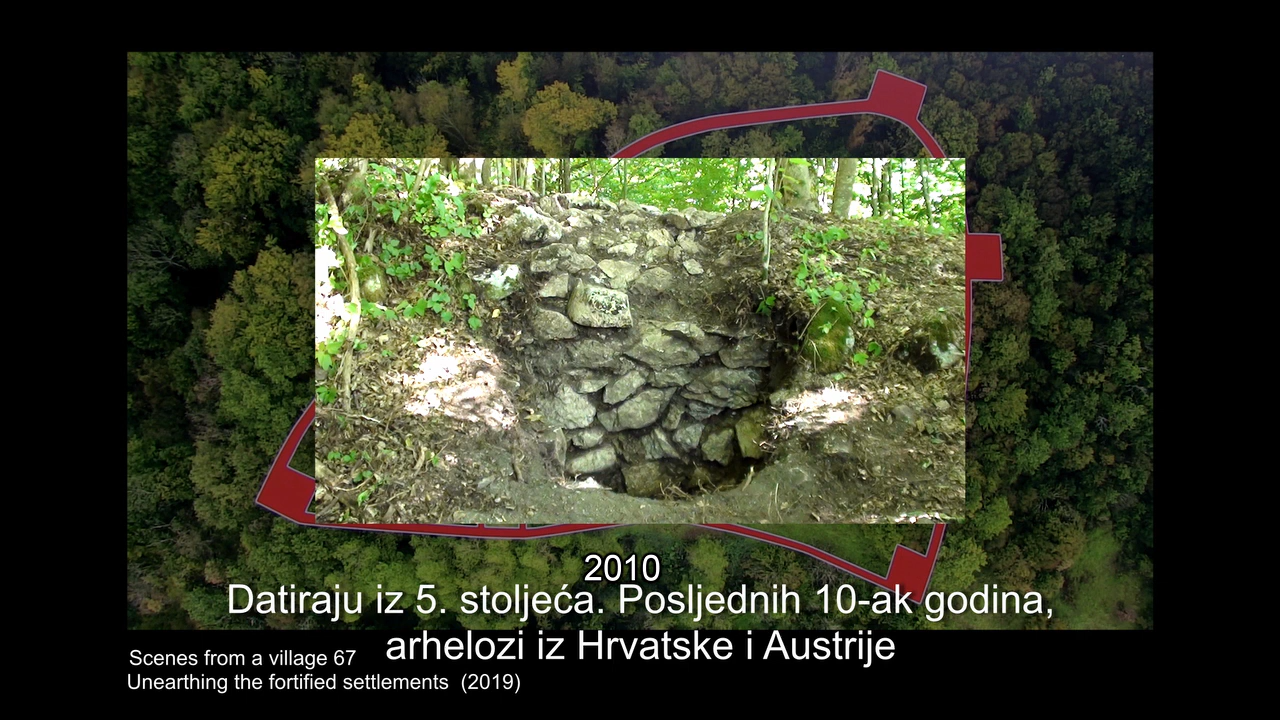 2010
Datiraju iz 5. stoljeća. Posljednih 10-ak godina,
arhelozi iz Hrvatske i Austrije
Scenes from a village 67
Unearthing the fortified settlements (2019)